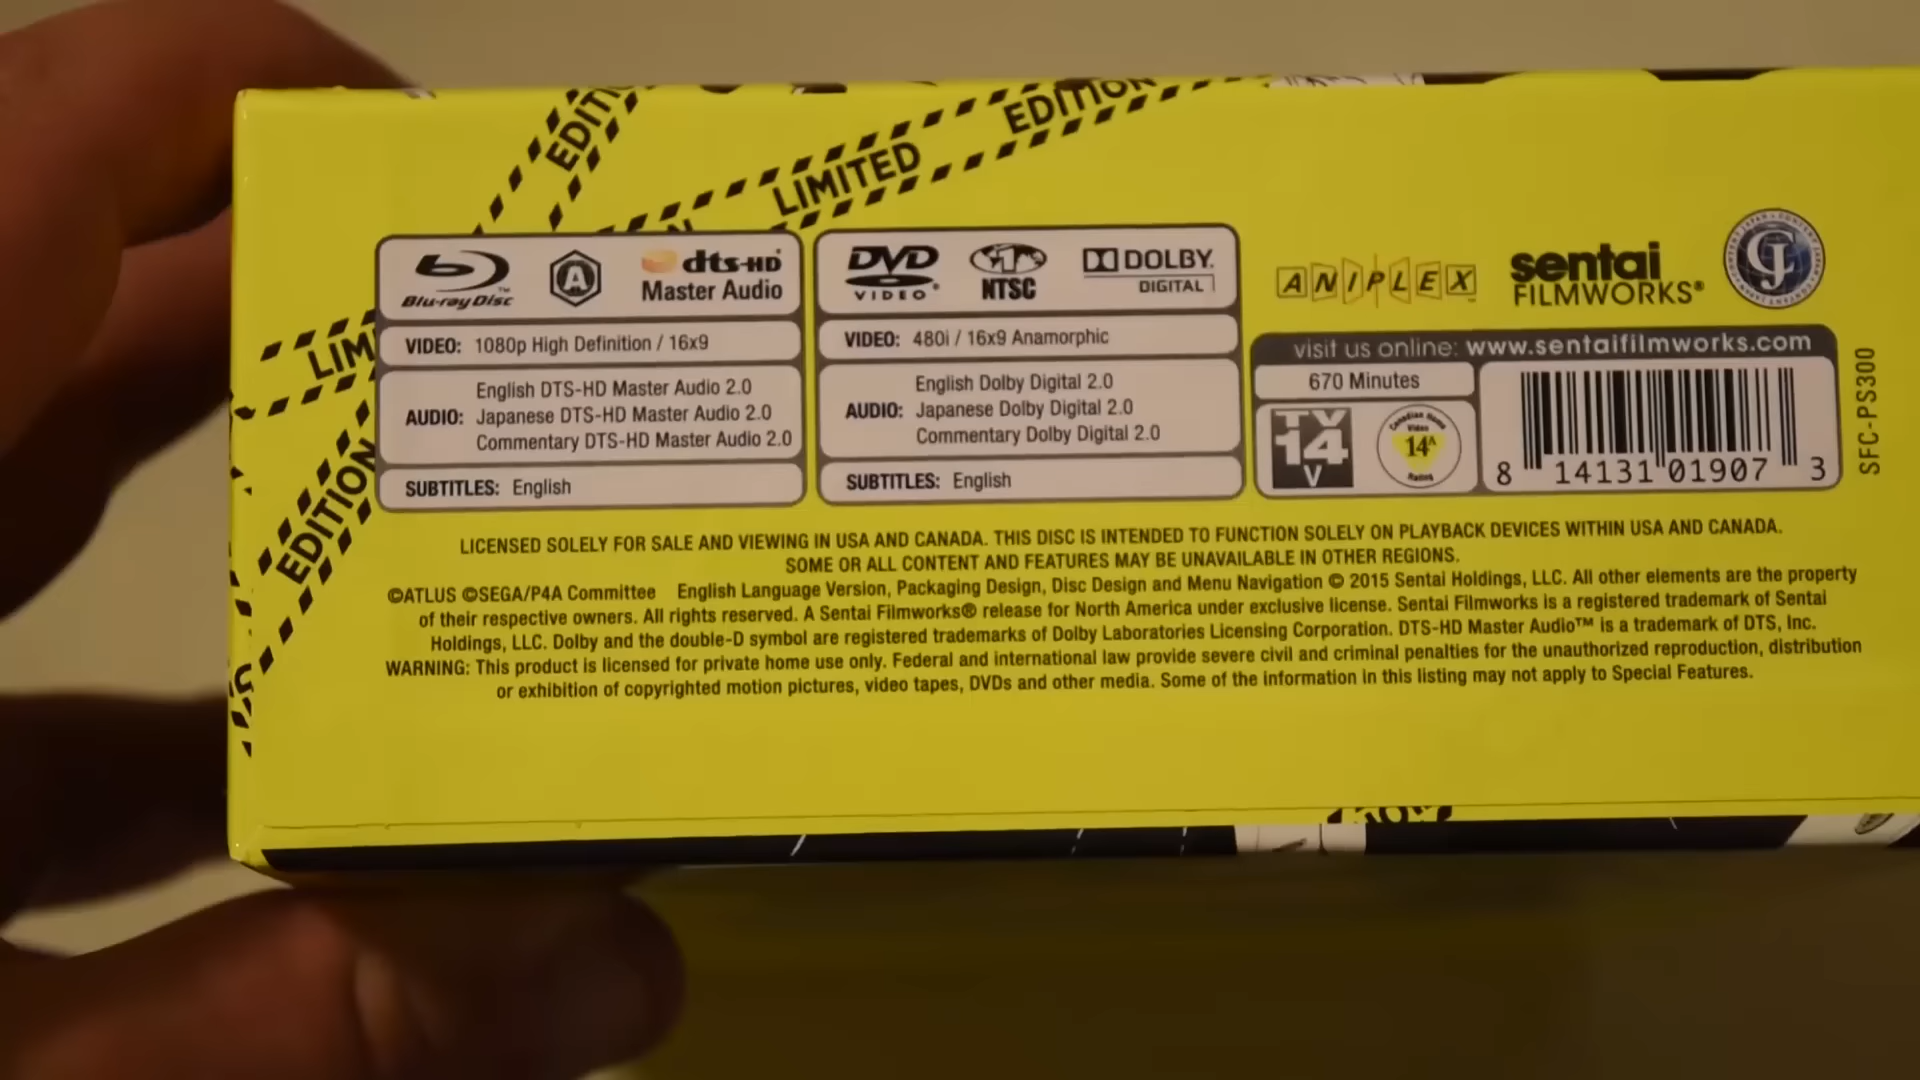 EDITI
EDITION
LIMITED
LIM
EDITION
Blu-ray Disc™
A
dts-HD
Master Audio
VIDEO: 1080p High Definition / 16x9
AUDIO:
English DTS-HD Master Audio 2.0
Japanese DTS-HD Master Audio 2.0
Commentary DTS-HD Master Audio 2.0
SUBTITLES: English
DVD
VIDEO®
NTSC
DOLBY.
DIGITAL
VIDEO: 480i / 16x9 Anamorphic
AUDIO:
English Dolby Digital 2.0
Japanese Dolby Digital 2.0
Commentary Dolby Digital 2.0
SUBTITLES: English
ANIPLEX
sentai
FILMWORKS®
CJ
visit us online: www.sentaifilmworks.com
670 Minutes
TV
14
V
Canadian Home
Video
14A
Rating
8 14131 01907 3
SFC-PS300
LICENSED SOLELY FOR SALE AND VIEWING IN USA AND CANADA. THIS DISC IS INTENDED TO FUNCTION SOLELY ON PLAYBACK DEVICES WITHIN USA AND CANADA.
SOME OR ALL CONTENT AND FEATURES MAY BE UNAVAILABLE IN OTHER REGIONS.
©ATLUS ©SEGA/P4A Committee English Language Version, Packaging Design, Disc Design and Menu Navigation © 2015 Sentai Holdings, LLC. All other elements are the property
of their respective owners. All rights reserved. A Sentai Filmworks® release for North America under exclusive license. Sentai Filmworks is a registered trademark of Sentai
Holdings, LLC. Dolby and the double-D symbol are registered trademarks of Dolby Laboratories Licensing Corporation. DTS-HD Master Audio™ is a trademark of DTS, Inc.
WARNING: This product is licensed for private home use only. Federal and international law provide severe civil and criminal penalties for the unauthorized reproduction, distribution
or exhibition of copyrighted motion pictures, video tapes, DVDs and other media. Some of the information in this listing may not apply to Special Features.